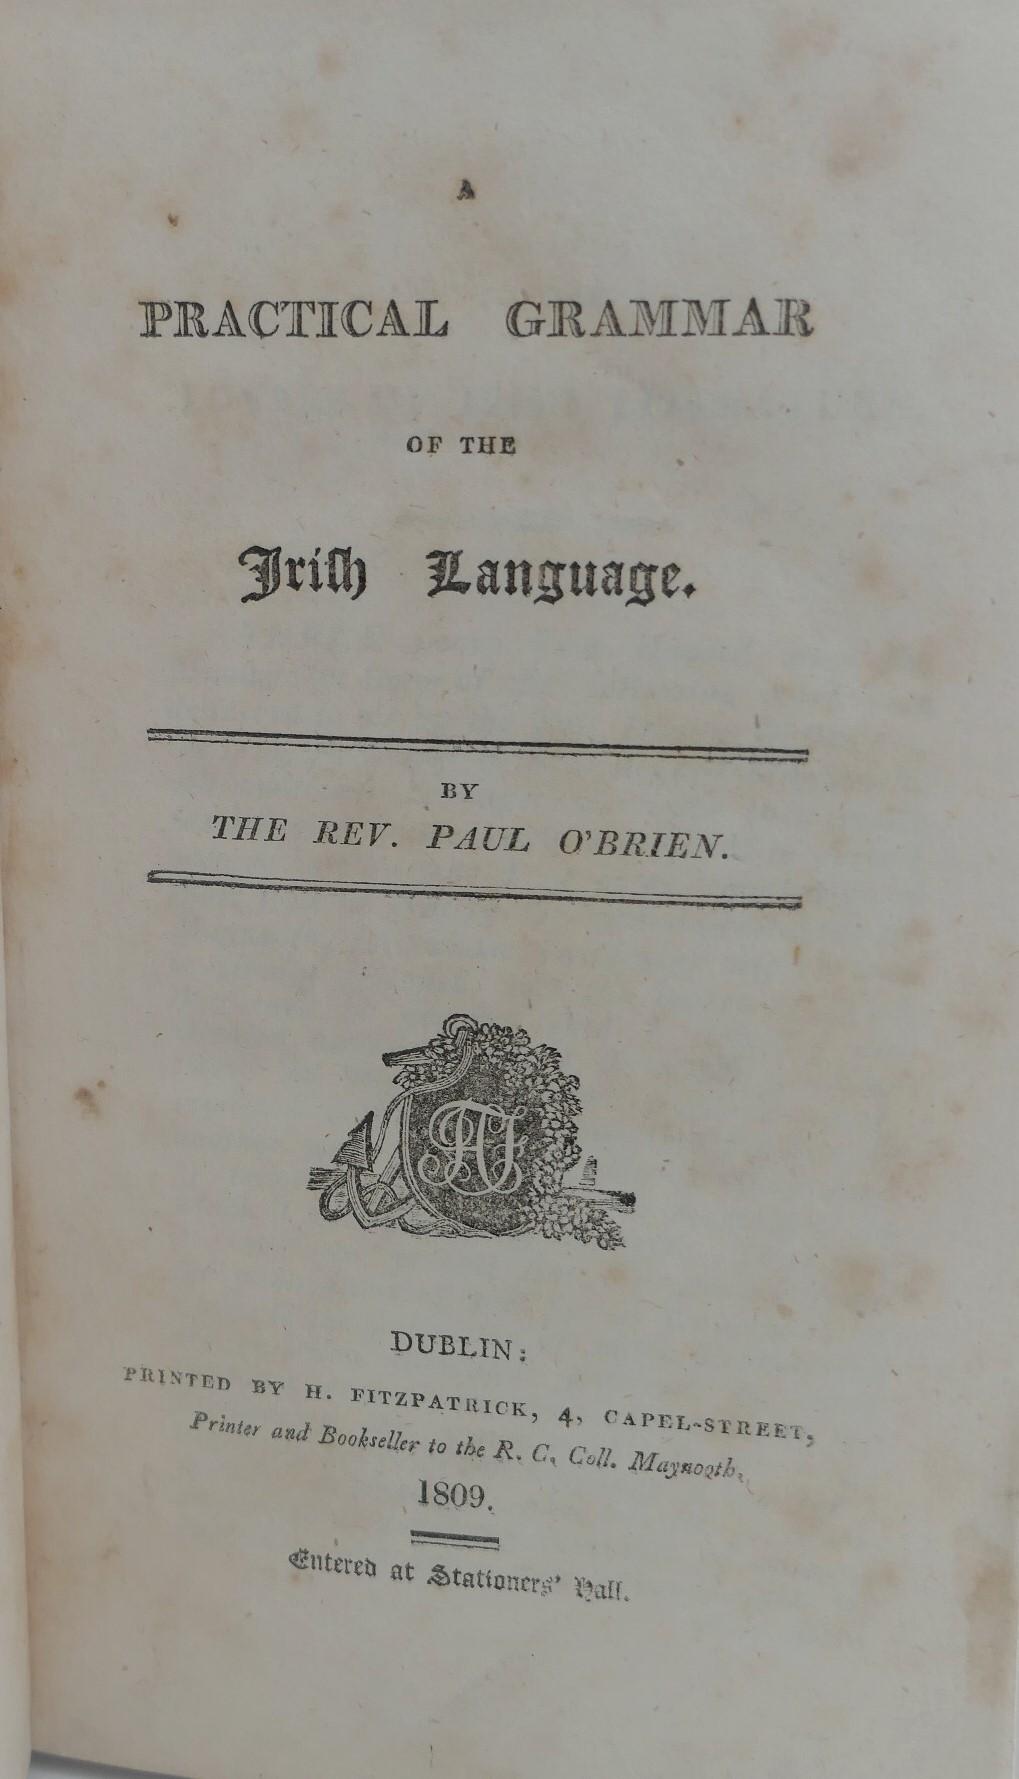 A
PRACTICAL GRAMMAR
OF THE
Iriſh Language.
BY
THE REV. PAUL O'BRIEN.
DUBLIN:
PRINTED BY H. FITZPATRICK, 4, CAPEL-STREET,
Printer and Bookseller to the R. C. Coll. Maynooth,
1809.
Entered at Stationers' Hall.